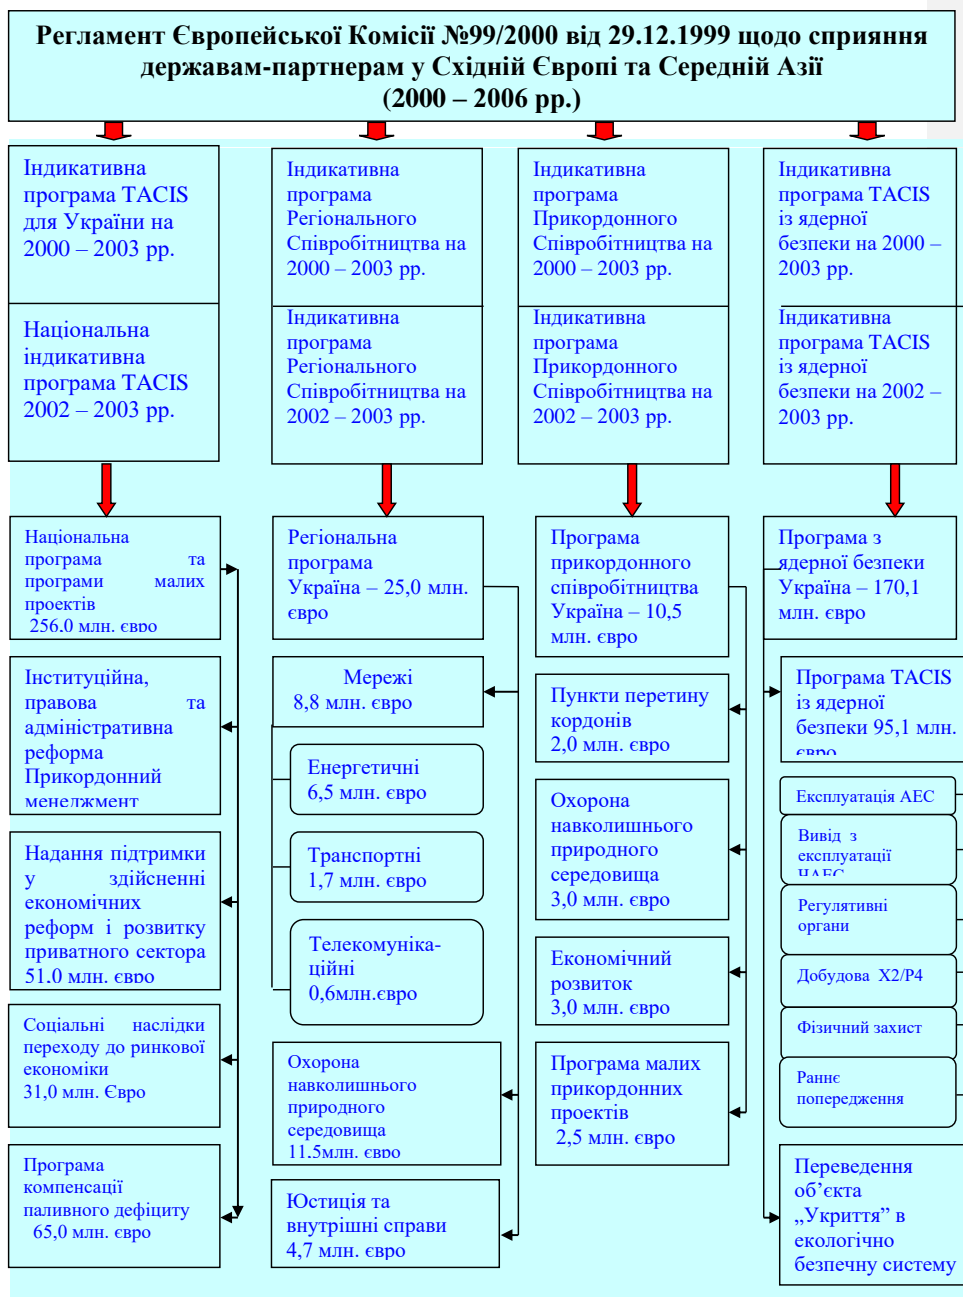 Регламент Європейської Комісії №99/2000 від 29.12.1999 щодо сприяння
державам-партнерам у Східній Європі та Середній Азії
(2000 – 2006 рр.)
Індикативна
програма TACIS
для України на
2000 – 2003 рр.
Національна
індикативна
програма TACIS
2002 – 2003 рр.
Індикативна
програма
Регіонального
Співробітництва на
2000 – 2003 рр.
Індикативна
програма
Регіонального
Співробітництва на
2002 – 2003 рр.
Індикативна
програма
Прикордонного
Співробітництва на
2000 – 2003 рр.
Індикативна
програма
Прикордонного
Співробітництва на
2002 – 2003 рр.
Індикативна
програма TACIS
із ядерної
безпеки на 2000 –
2003 рр.
Індикативна
програма TACIS
із ядерної
безпеки на 2002 –
2003 рр.
Національна
програма та
програми малих
проектів
256,0 млн. євро
Інституційна,
правова та
адміністративна
реформа
Прикордонний
менеджмент
Надання підтримки
у здійсненні
економічних
реформ і розвитку
приватного сектора
51,0 млн. євро
Соціальні наслідки
переходу до ринкової
економіки
31,0 млн. Євро
Програма
компенсації
паливного дефіциту
65,0 млн. євро
Регіональна
програма
Україна – 25,0 млн.
євро
Мережі
8,8 млн. євро
Енергетичні
6,5 млн. євро
Транспортні
1,7 млн. євро
Телекомуніка-
ційні
0,6млн.євро
Охорона
навколишнього
природного
середовища
11,5млн. євро
Юстиція та
внутрішні справи
4,7 млн. євро
Програма
прикордонного
співробітництва
Україна – 10,5
млн. євро
Пункти перетину
кордонів
2,0 млн. євро
Охорона
навколишнього
природного
середовища
3,0 млн. євро
Економічний
розвиток
3,0 млн. євро
Програма малих
прикордонних
проектів
2,5 млн. євро
Програма з
ядерної безпеки
Україна – 170,1
млн. євро
Програма TACIS
із ядерної
безпеки 95,1 млн.
євро
Експлуатація АЕС
Вивід з
експлуатації
ЧАЕС
Регулятивні
органи
Добудова Х2/Р4
Фізичний захист
Раннє
попередження
Переведення
об’єкта
„Укриття” в
екологічно
безпечну систему